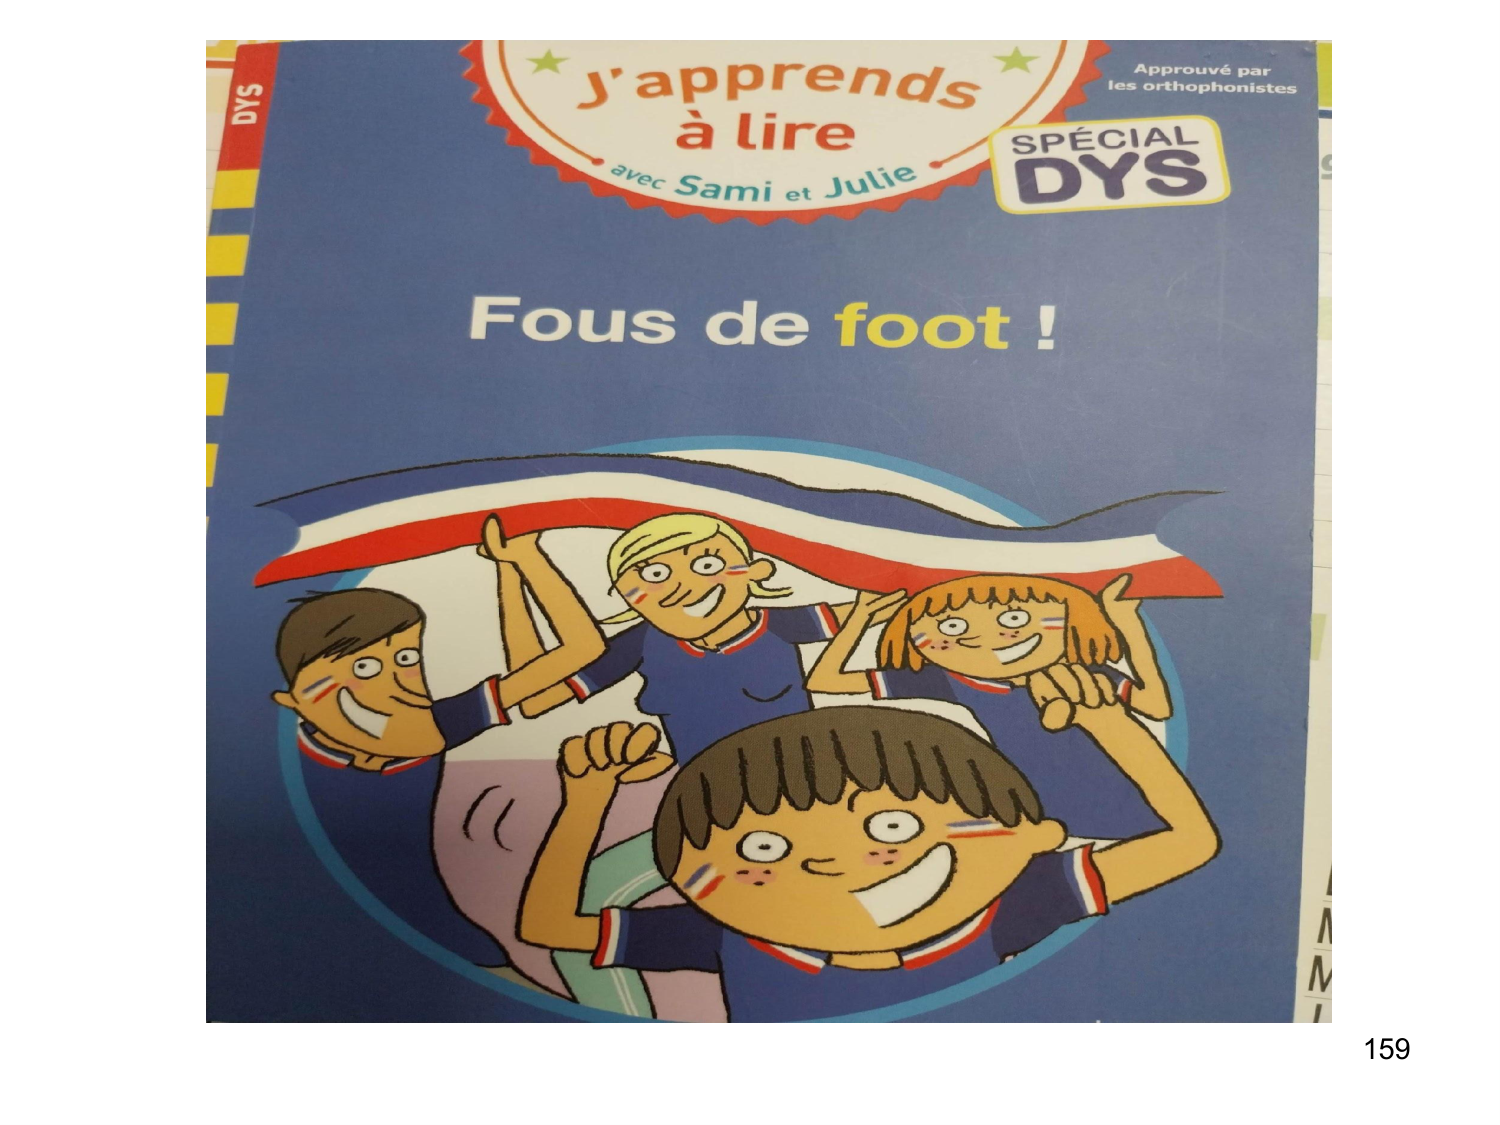 DYS
J'apprends
à lire
avec Sami et Julie
Approuvé par
les orthophonistes
SPÉCIAL
DYS
Fous de foot !
M
M
159